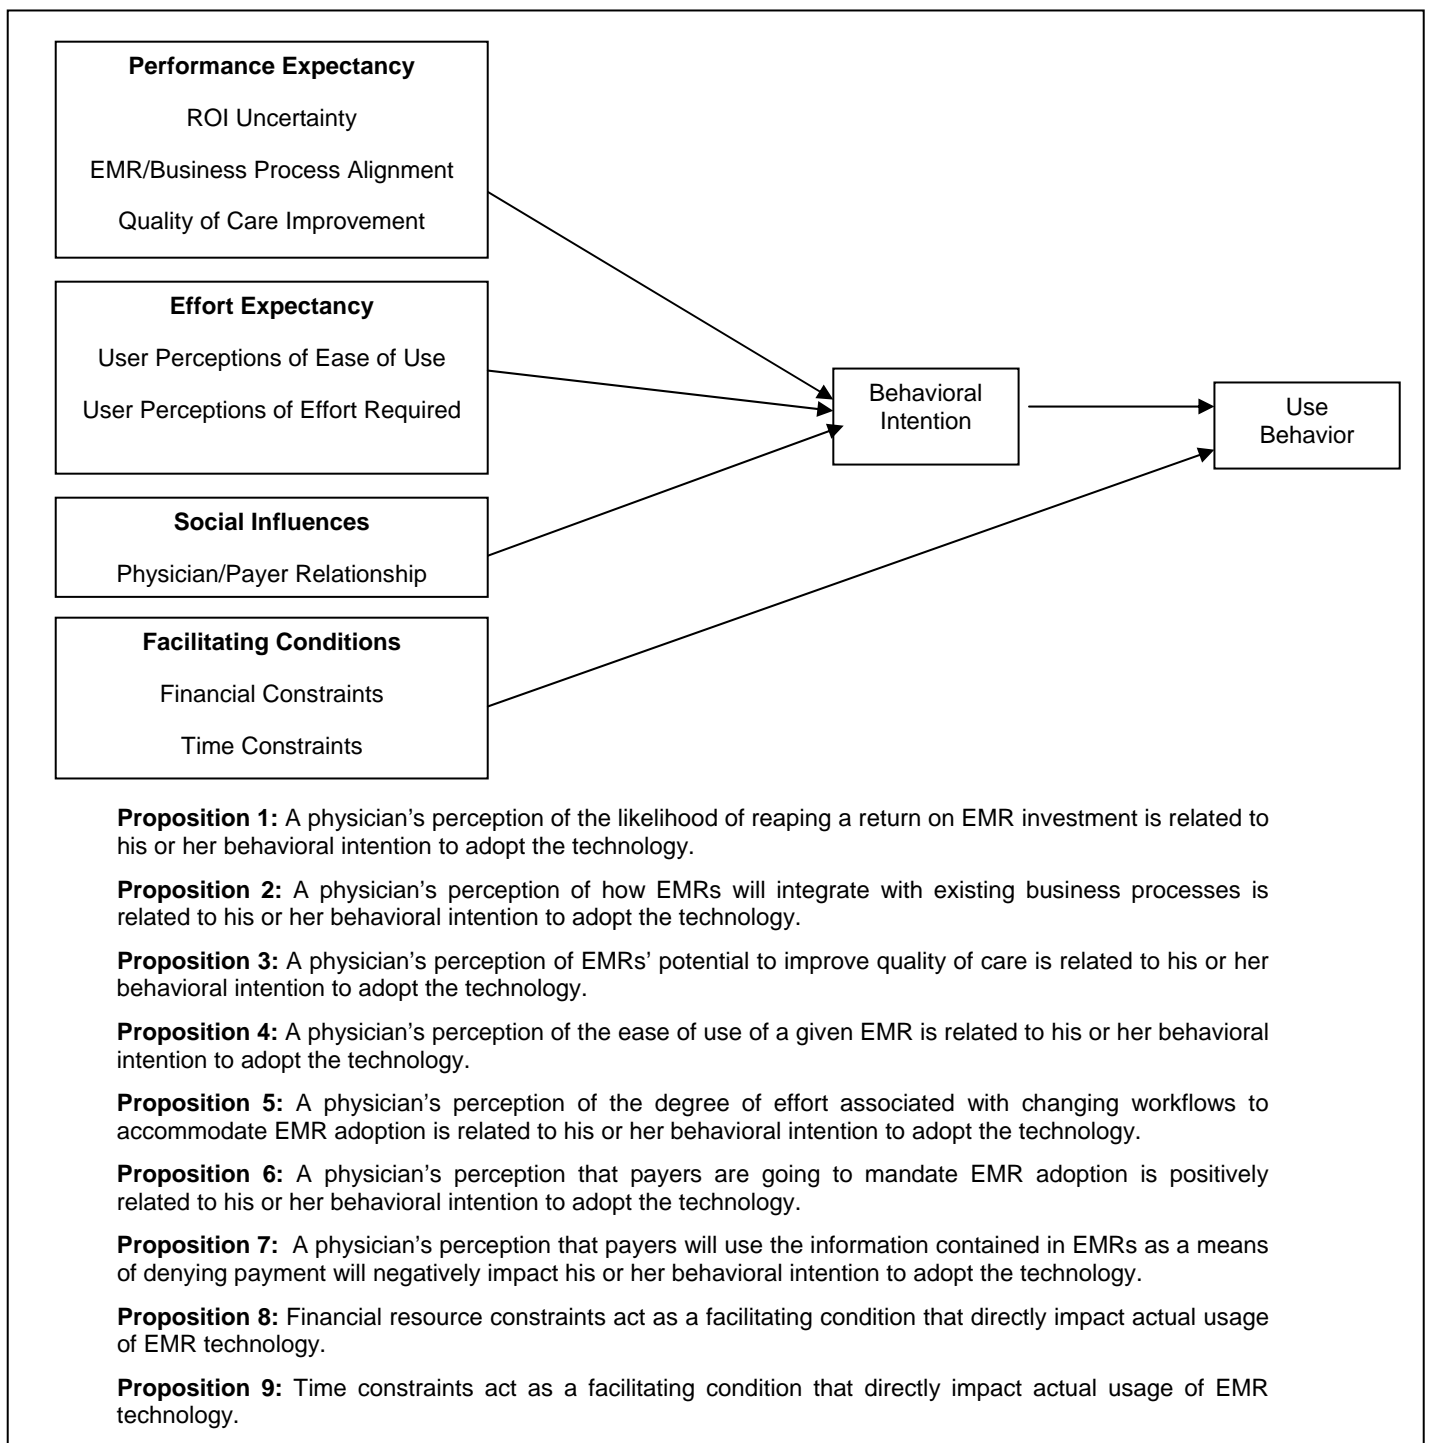 Performance Expectancy
ROI Uncertainty
EMR/Business Process Alignment
Quality of Care Improvement
Effort Expectancy
User Perceptions of Ease of Use
User Perceptions of Effort Required
Social Influences
Physician/Payer Relationship
Facilitating Conditions
Financial Constraints
Time Constraints
Behavioral
Intention
Use
Behavior
Proposition 1: A physician’s perception of the likelihood of reaping a return on EMR investment is related to
his or her behavioral intention to adopt the technology.
Proposition 2: A physician’s perception of how EMRs will integrate with existing business processes is
related to his or her behavioral intention to adopt the technology.
Proposition 3: A physician’s perception of EMRs’ potential to improve quality of care is related to his or her
behavioral intention to adopt the technology.
Proposition 4: A physician’s perception of the ease of use of a given EMR is related to his or her behavioral
intention to adopt the technology.
Proposition 5: A physician’s perception of the degree of effort associated with changing workflows to
accommodate EMR adoption is related to his or her behavioral intention to adopt the technology.
Proposition 6: A physician’s perception that payers are going to mandate EMR adoption is positively
related to his or her behavioral intention to adopt the technology.
Proposition 7: A physician’s perception that payers will use the information contained in EMRs as a means
of denying payment will negatively impact his or her behavioral intention to adopt the technology.
Proposition 8: Financial resource constraints act as a facilitating condition that directly impact actual usage
of EMR technology.
Proposition 9: Time constraints act as a facilitating condition that directly impact actual usage of EMR
technology.